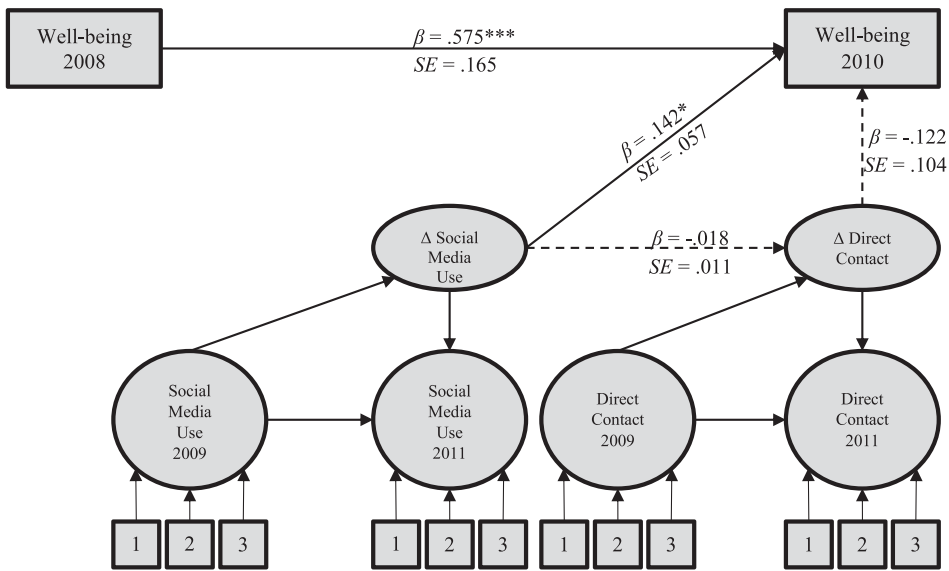 Well-being
2008
β = .575***
SE = .165
Well-being
2010
β = .142*
SE = .057
β = -.122
SE = .104
Δ Social
Media
Use
β = -.018
SE = .011
Δ Direct
Contact
Social
Media
Use
2009
Social
Media
Use
2011
Direct
Contact
2009
Direct
Contact
2011
1 2 3
1 2 3
1 2 3
1 2 3